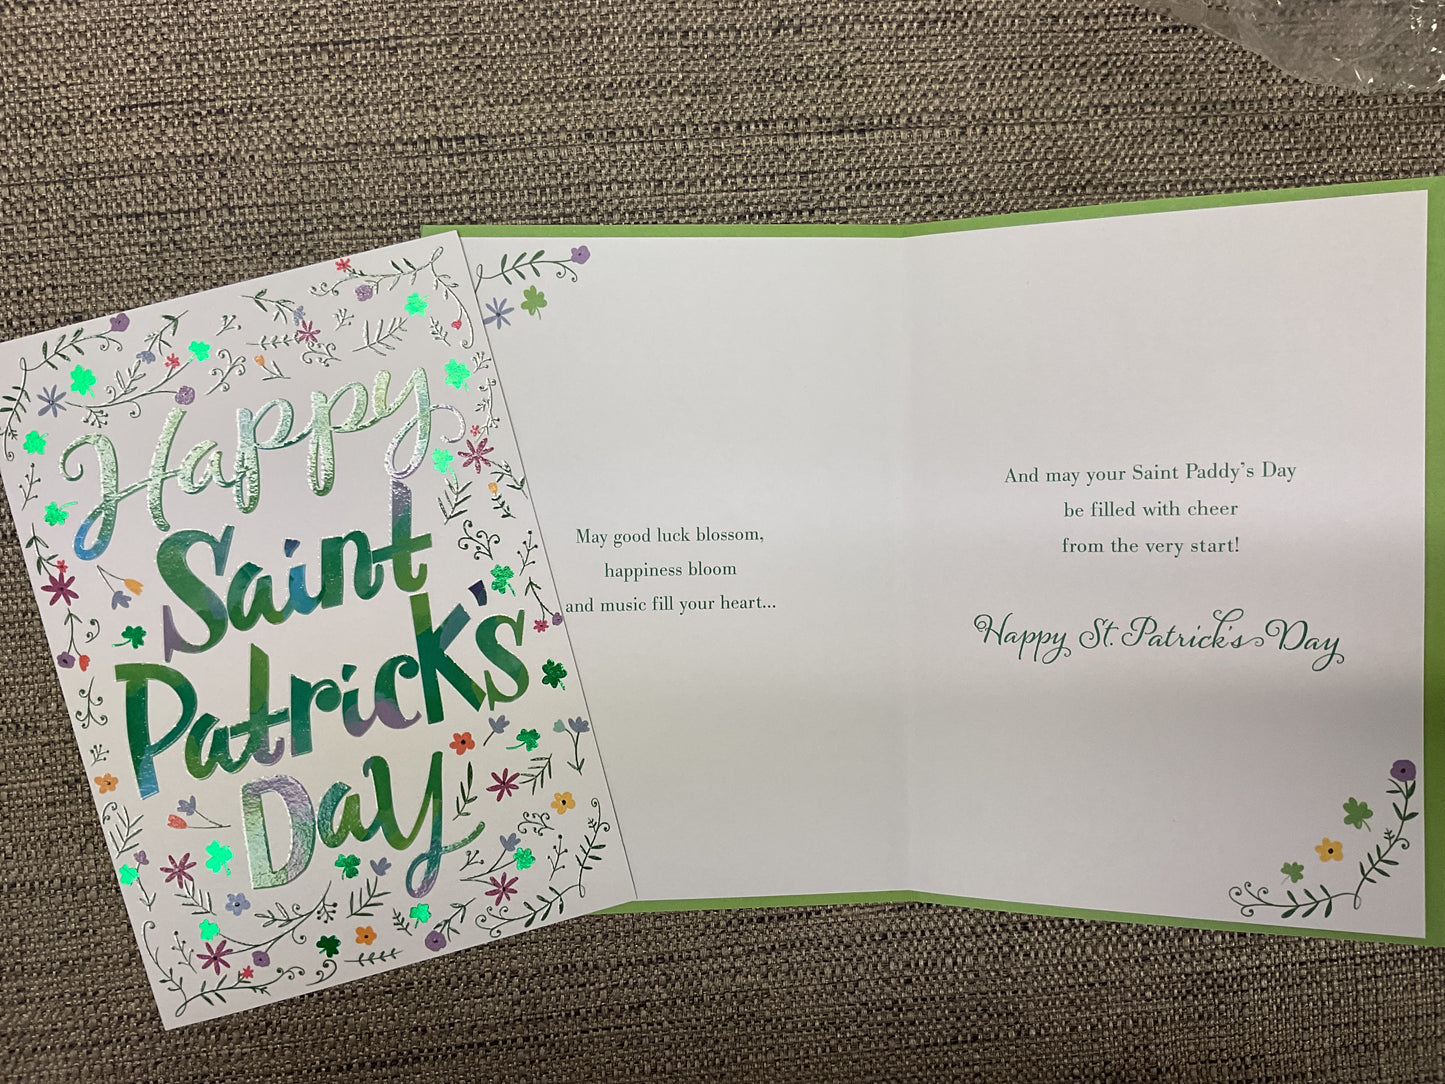 Happy
Saint
Patrick's
Day
May good luck blossom,
happiness bloom
and music fill your heart...
And may your Saint Paddy's Day
be filled with cheer
from the very start!
Happy St. Patrick's Day